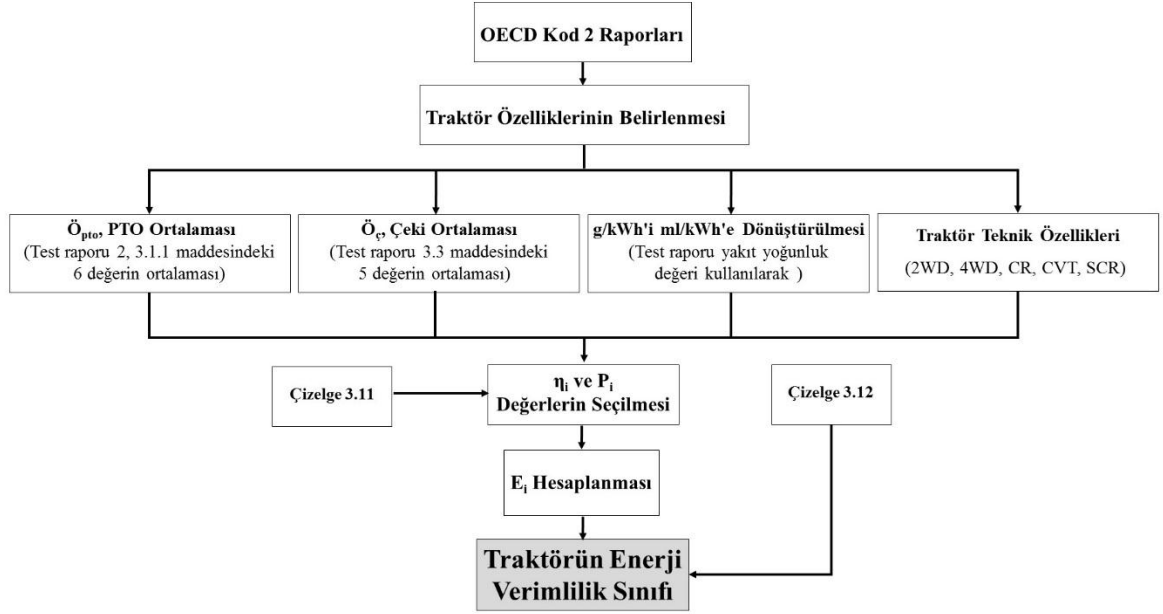 OECD Kod 2 Raporları
Traktör Özelliklerinin Belirlenmesi
Öpto, PTO Ortalaması
(Test raporu 2, 3.1.1 maddesindeki
6 değerin ortalaması)
Öç, Çeki Ortalaması
(Test raporu 3.3 maddesindeki
5 değerin ortalaması)
g/kWh'i ml/kWh'e Dönüştürülmesi
(Test raporu yakıt yoğunluk
değeri kullanılarak )
Traktör Teknik Özellikleri
(2WD, 4WD, CR, CVT, SCR)
Çizelge 3.11
ηi ve Pi
Değerlerin Seçilmesi
Çizelge 3.12
Ei Hesaplanması
Traktörün Enerji
Verimlilik Sınıfı